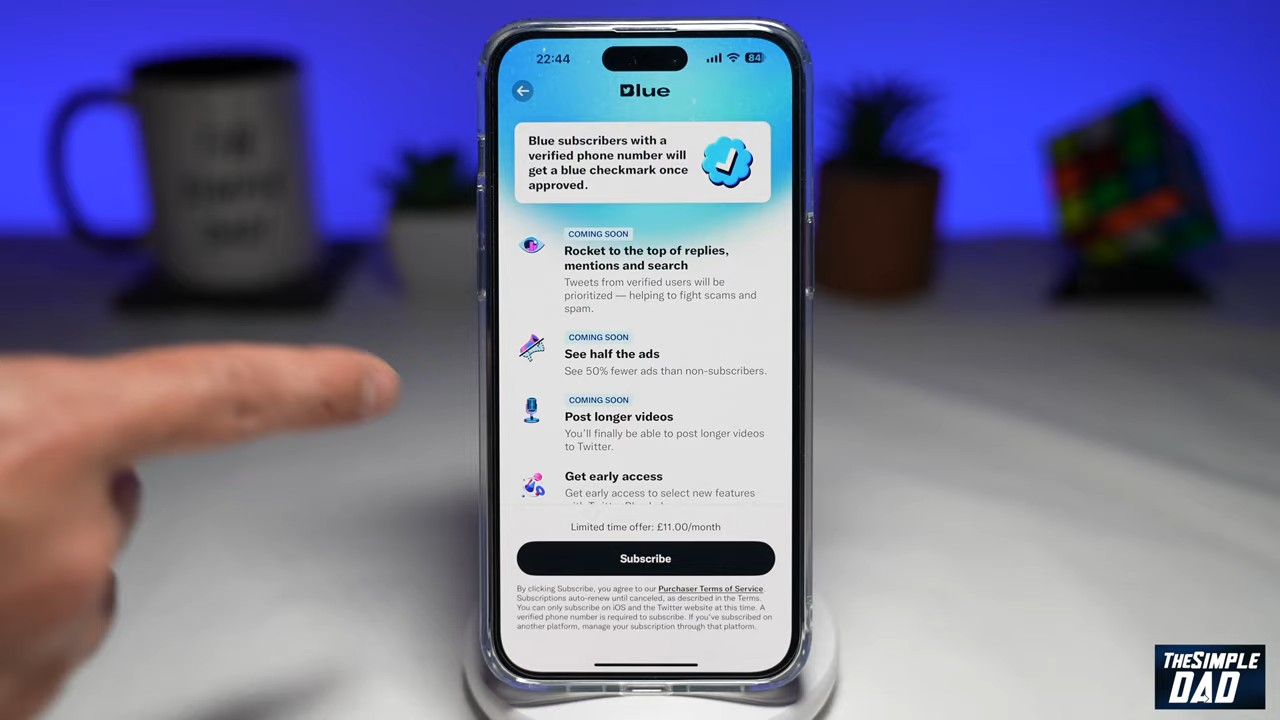 22:44
84
Blue
Blue subscribers with a
verified phone number will
get a blue checkmark once
approved.
COMING SOON
Rocket to the top of replies,
mentions and search
Tweets from verified users will be
prioritized — helping to fight scams and
spam.
COMING SOON
See half the ads
See 50% fewer ads than non-subscribers.
COMING SOON
Post longer videos
You'll finally be able to post longer videos
to Twitter.
Get early access
Get early access to select new features
Limited time offer: £11.00/month
Subscribe
By clicking Subscribe, you agree to our Purchaser Terms of Service.
Subscriptions auto-renew until canceled, as described in the Terms.
You can only subscribe on iOS and the Twitter website at this time. A
verified phone number is required to subscribe. If you've subscribed on
another platform, manage your subscription through that platform.
THE SIMPLE
DAD